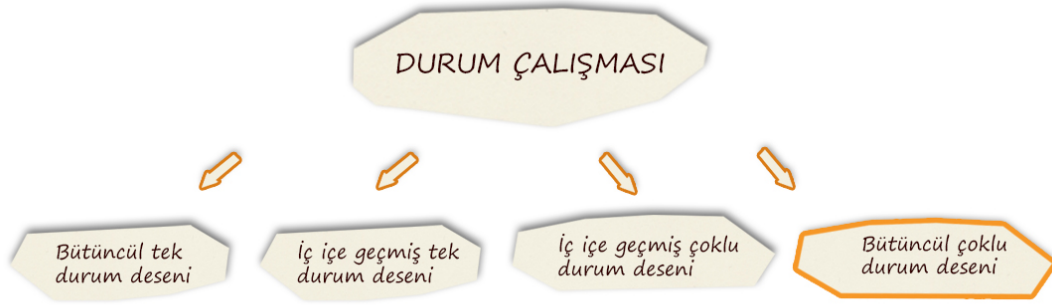 DURUM ÇALIŞMASI
Bütüncül tek
durum deseni
İç içe geçmiş tek
durum deseni
İç içe geçmiş çoklu
durum deseni
Bütüncül çoklu
durum deseni